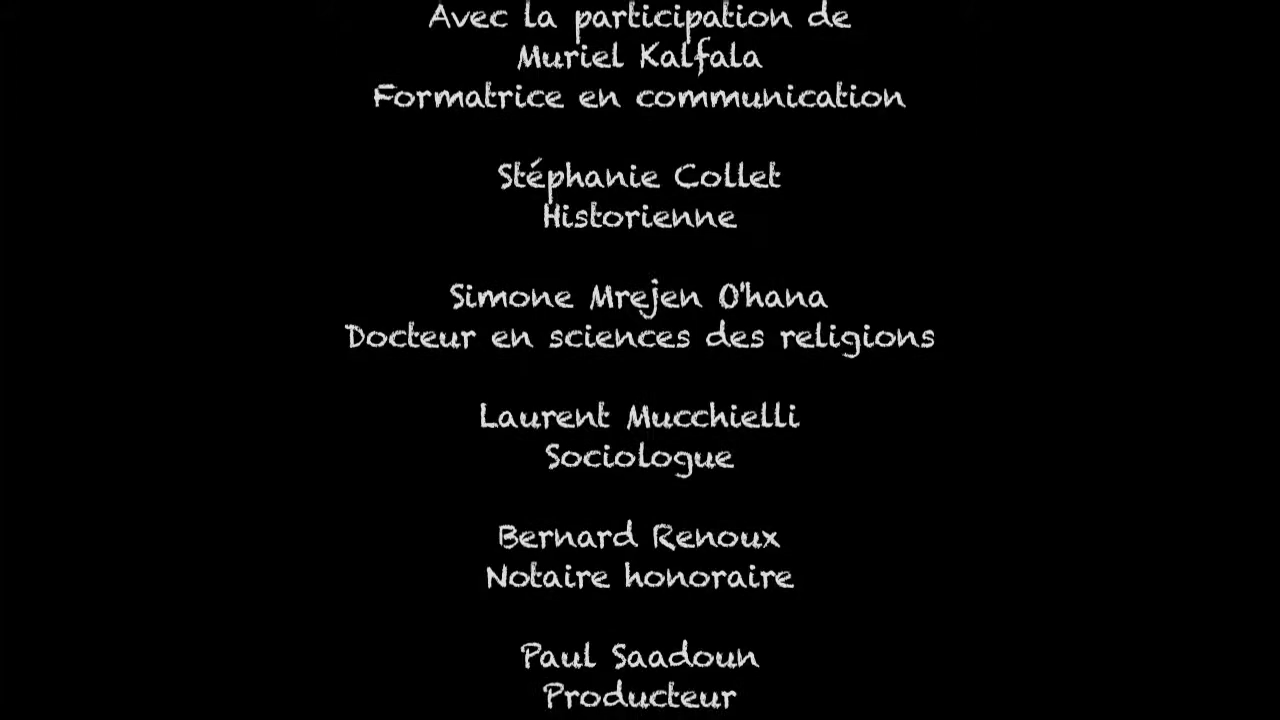 Avec la participation de
Muriel Kalfala
Formatrice en communication
Stéphanie Collet
Historienne
Simone Mrejen O'hana
Docteur en sciences des religions
Laurent Mucchielli
Sociologue
Bernard Renoux
Notaire honoraire
Paul Saadoun
Producteur